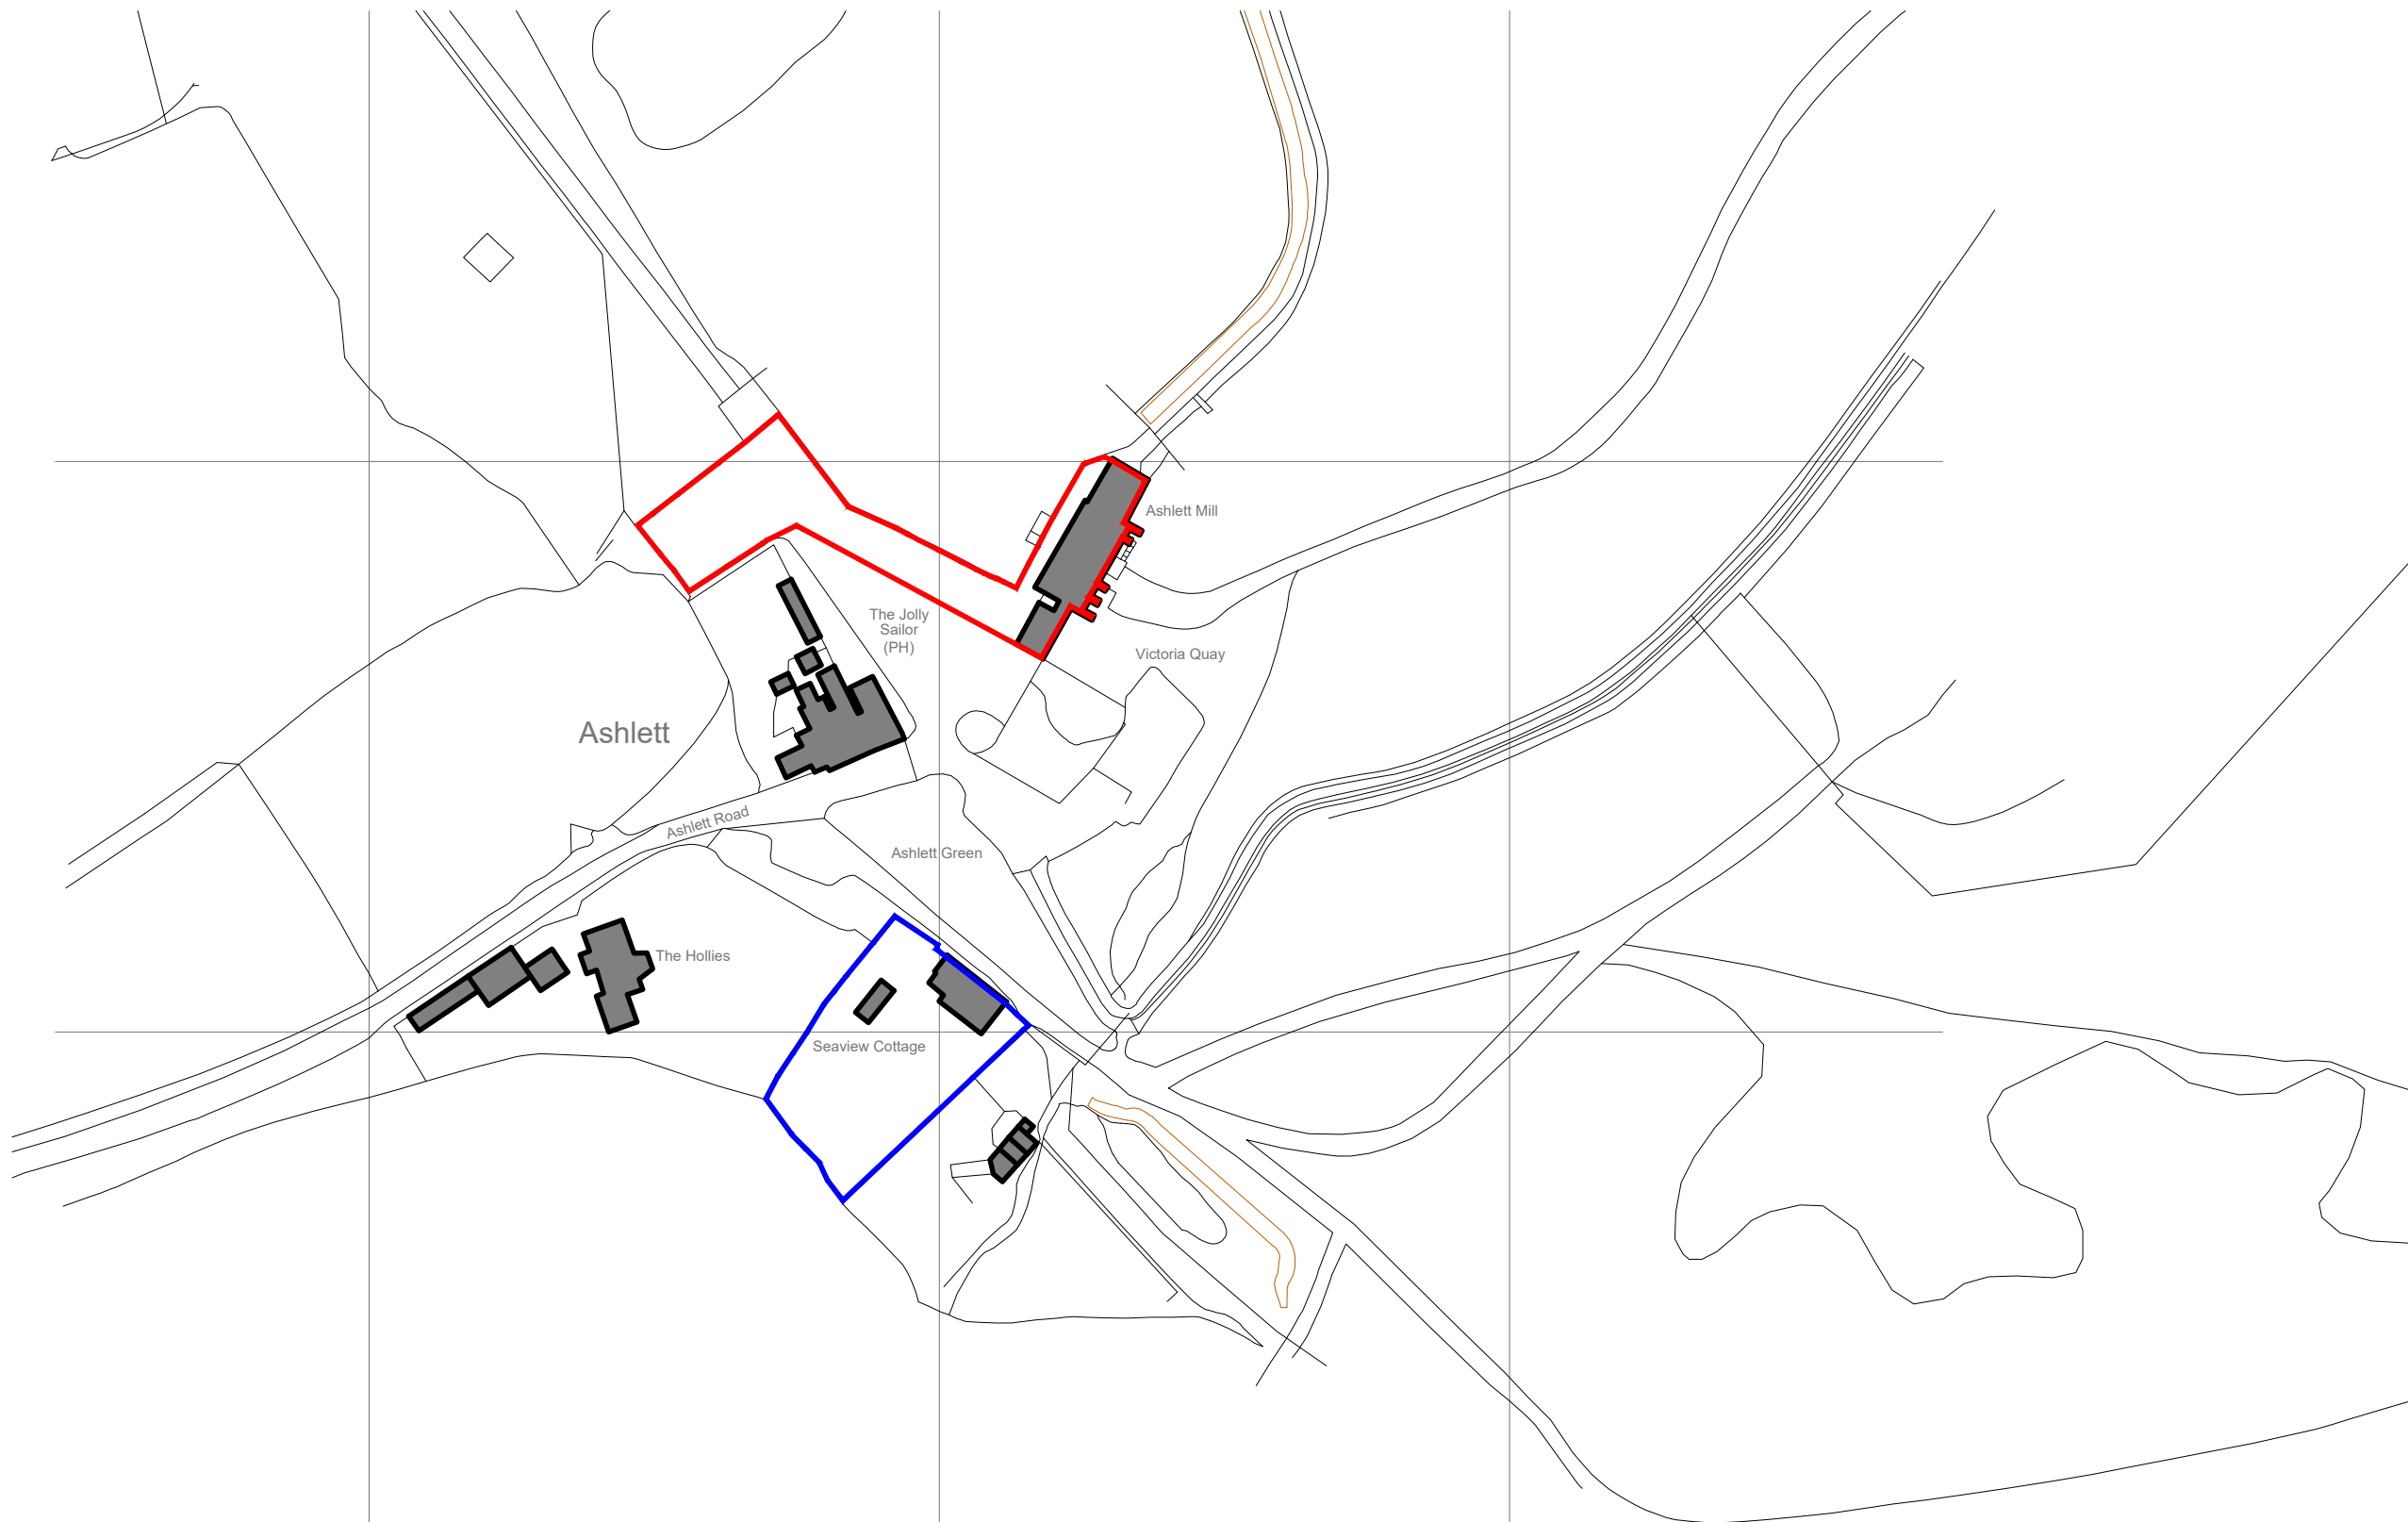 Ashlett Mill
The Jolly
Sailor
(PH)
Victoria Quay
Ashlett
Ashlett Road
Ashlett Green
The Hollies
Seaview Cottage